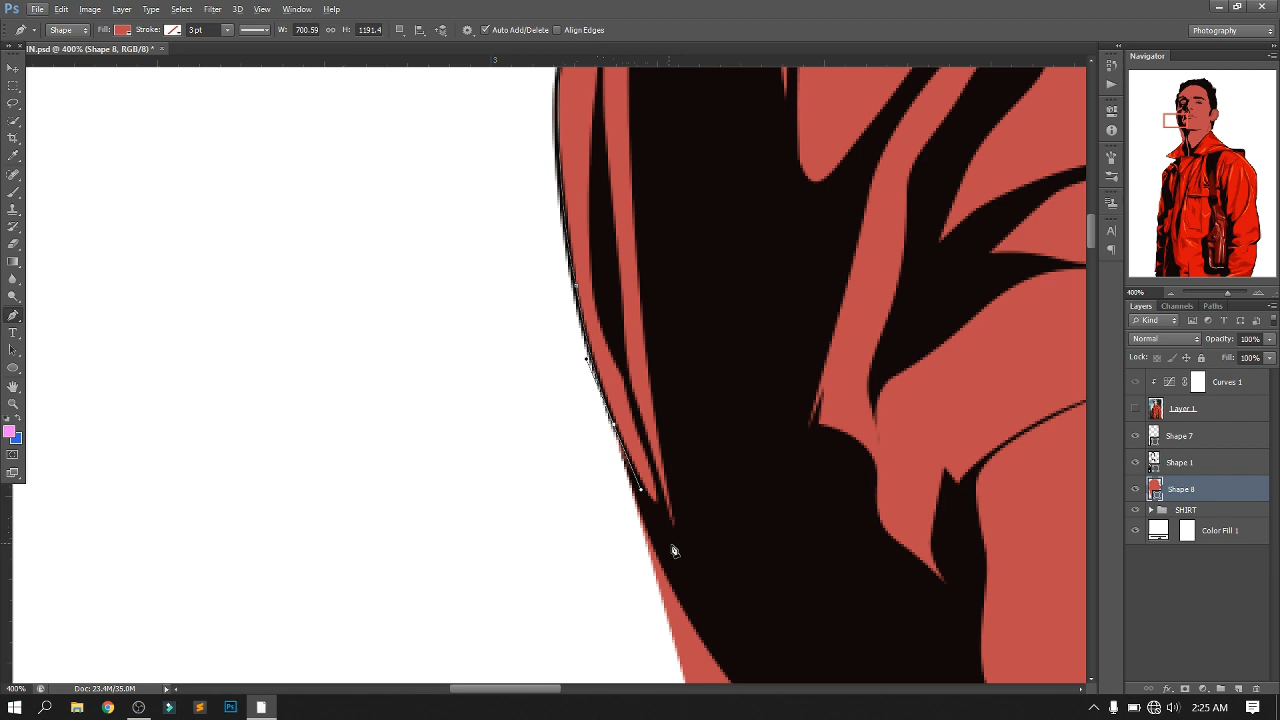 Ps File Edit Image Layer Type Select Filter 3D View Window Help
Shape Fill: Stroke: 3 pt W: 700.59 H: 1191.4 Auto Add/Delete Align Edges Photography
IN.psd @ 400% (Shape 8, RGB/8) * ×
3
Navigator
400%
Layers Channels Paths
Kind
Normal Opacity: 100%
Lock: Fill: 100%
Curves 1
Layer 1
Shape 7
Shape 1
Shape 8
SHIRT
Color Fill 1
400% Doc: 23.4M/35.0M
2:25 AM